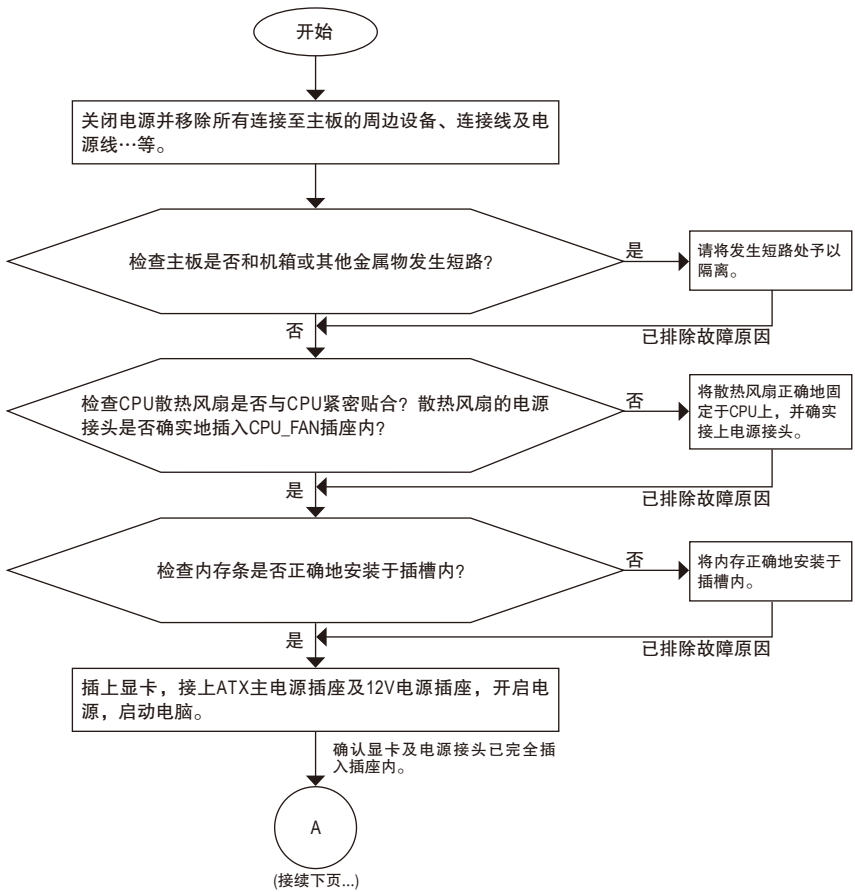 开始
关闭电源并移除所有连接至主板的周边设备、连接线及电
源线…等。
检查主板是否和机箱或其他金属物发生短路?
是
请将发生短路处予以
隔离。
否
已排除故障原因
检查CPU散热风扇是否与CPU紧密贴合？散热风扇的电源
接头是否确实地插入CPU_FAN插座内?
否
将散热风扇正确地固
定于CPU上，并确实
接上电源接头。
是
已排除故障原因
检查内存条是否正确地安装于插槽内?
否
将内存正确地安装于
插槽内。
是
已排除故障原因
插上显卡，接上ATX主电源插座及12V电源插座，开启电
源，启动电脑。
确认显卡及电源接头已完全插
入插座内。
A
(接续下页...)